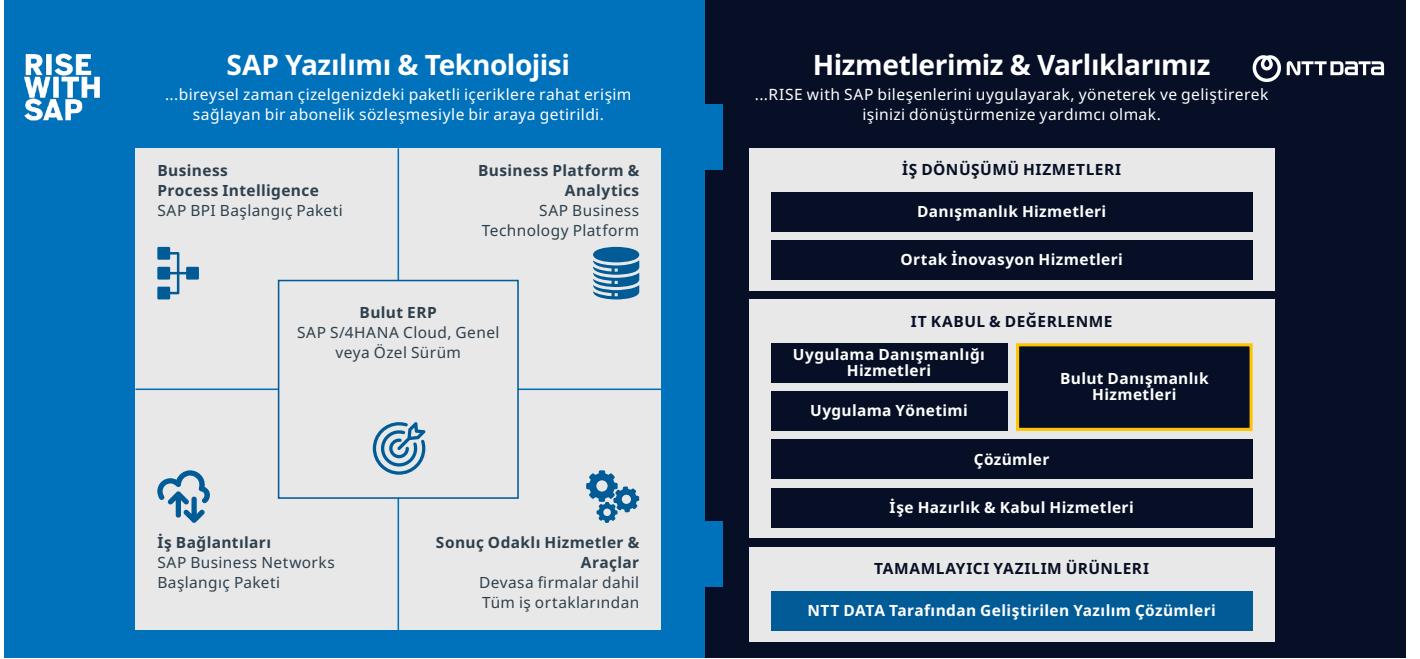 RISE
WITH
SAP
SAP Yazılımı & Teknolojisi
...bireysel zaman çizelgenizdeki paketli içeriklere rahat erişim
sağlayan bir abonelik sözleşmesiyle bir araya getirildi.
Business
Process Intelligence
SAP BPI Başlangıç Paketi
Business Platform &
Analytics
SAP Business
Technology Platform
Bulut ERP
SAP S/4HANA Cloud, Genel
veya Özel Sürüm
İş Bağlantıları
SAP Business Networks
Başlangıç Paketi
Sonuç Odaklı Hizmetler &
Araçlar
Devasa firmalar dahil
Tüm iş ortaklarından
Hizmetlerimiz & Varlıklarımız
NTT DATA
...RISE with SAP bileşenlerini uygulayarak, yöneterek ve geliştirerek
işinizi dönüştürmenize yardımcı olmak.
İŞ DÖNÜŞÜMÜ HIZMETLERI
Danışmanlık Hizmetleri
Ortak İnovasyon Hizmetleri
IT KABUL & DEĞERLENME
Uygulama Danışmanlığı
Hizmetleri
Uygulama Yönetimi
Bulut Danışmanlık
Hizmetleri
Çözümler
İşe Hazırlık & Kabul Hizmetleri
TAMAMLAYICI YAZILIM ÜRÜNLERI
NTT DATA Tarafından Geliştirilen Yazılım Çözümleri